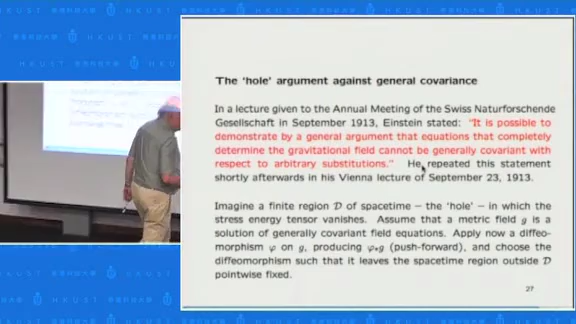 The 'hole' argument against general covariance
In a lecture given to the Annual Meeting of the Swiss Naturforschende
Gesellschaft in September 1913, Einstein stated: "It is possible to
demonstrate by a general argument that equations that completely
determine the gravitational field cannot be generally covariant with
respect to arbitrary substitutions." He repeated this statement
shortly afterwards in his Vienna lecture of September 23, 1913.
Imagine a finite region D of spacetime – the 'hole' – in which the
stress energy tensor vanishes. Assume that a metric field g is a
solution of generally covariant field equations. Apply now a diffeo-
morphism φ on g, producing φ*g (push-forward), and choose the
diffeomorphism such that it leaves the spacetime region outside D
pointwise fixed.
27